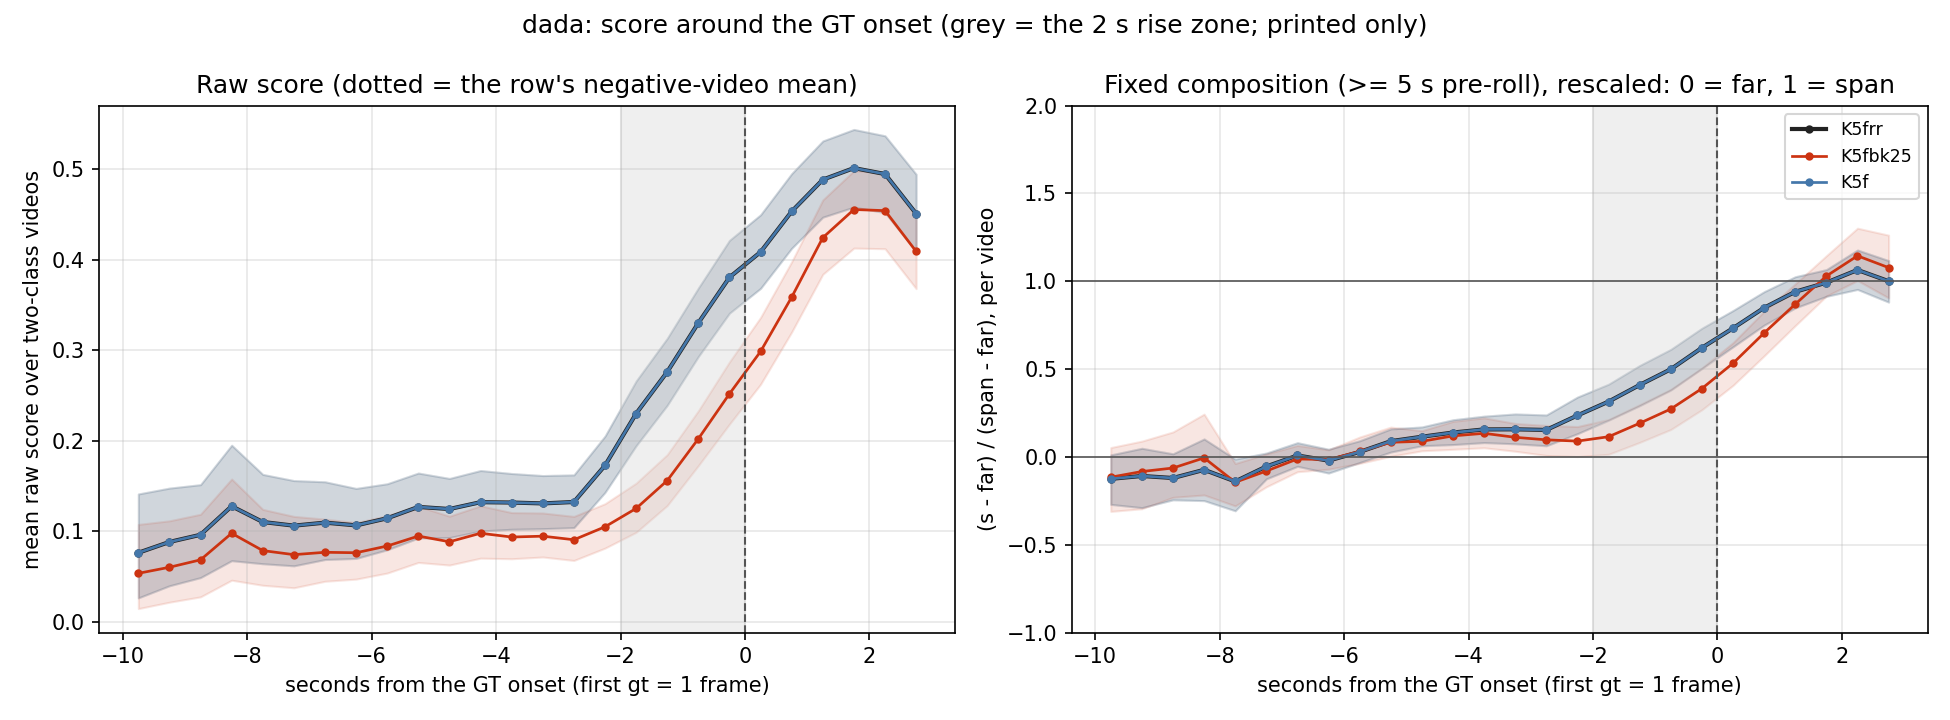 dada: score around the GT onset (grey = the 2 s rise zone; printed only)
Raw score (dotted = the row's negative-video mean)
mean raw score over two-class videos
0.5
0.4
0.3
0.2
0.1
0.0
−10
−8
−6
−4
−2
0
2
seconds from the GT onset (first gt = 1 frame)
Fixed composition (>= 5 s pre-roll), rescaled: 0 = far, 1 = span
(s - far) / (span - far), per video
2.0
1.5
1.0
0.5
0.0
−0.5
−1.0
K5frr
K5fbk25
K5f
−10
−8
−6
−4
−2
0
2
seconds from the GT onset (first gt = 1 frame)